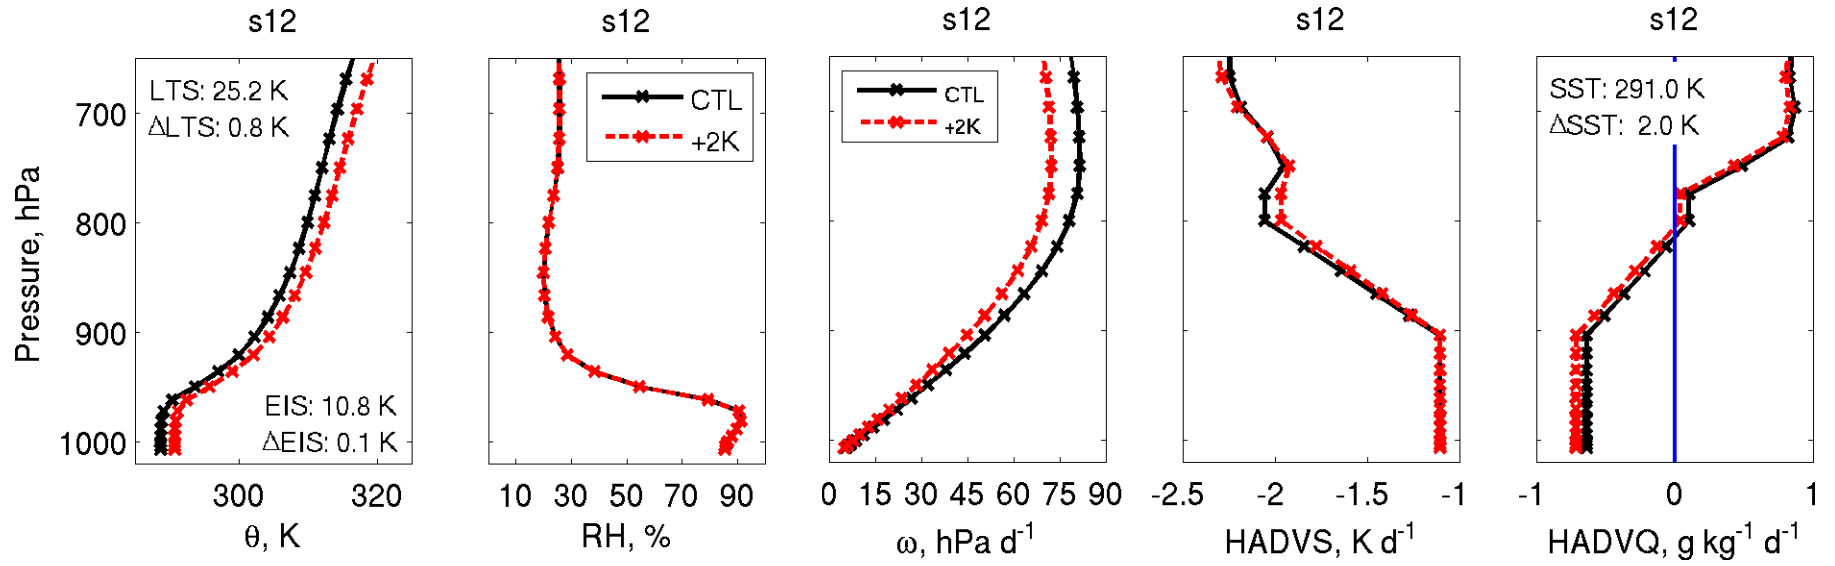 s12
s12
s12
s12
s12
LTS: 25.2 K
ΔLTS: 0.8 K
EIS: 10.8 K
ΔEIS: 0.1 K
CTL
+2K
CTL
+2K
SST: 291.0 K
ΔSST: 2.0 K
Pressure, hPa
700
800
900
1000
300 320
10 30 50 70 90
0 15 30 45 60 75 90
-2.5 -2 -1.5 -1
-1 0 1
θ, K
RH, %
ω, hPa d⁻¹
HADVS, K d⁻¹
HADVQ, g kg⁻¹ d⁻¹